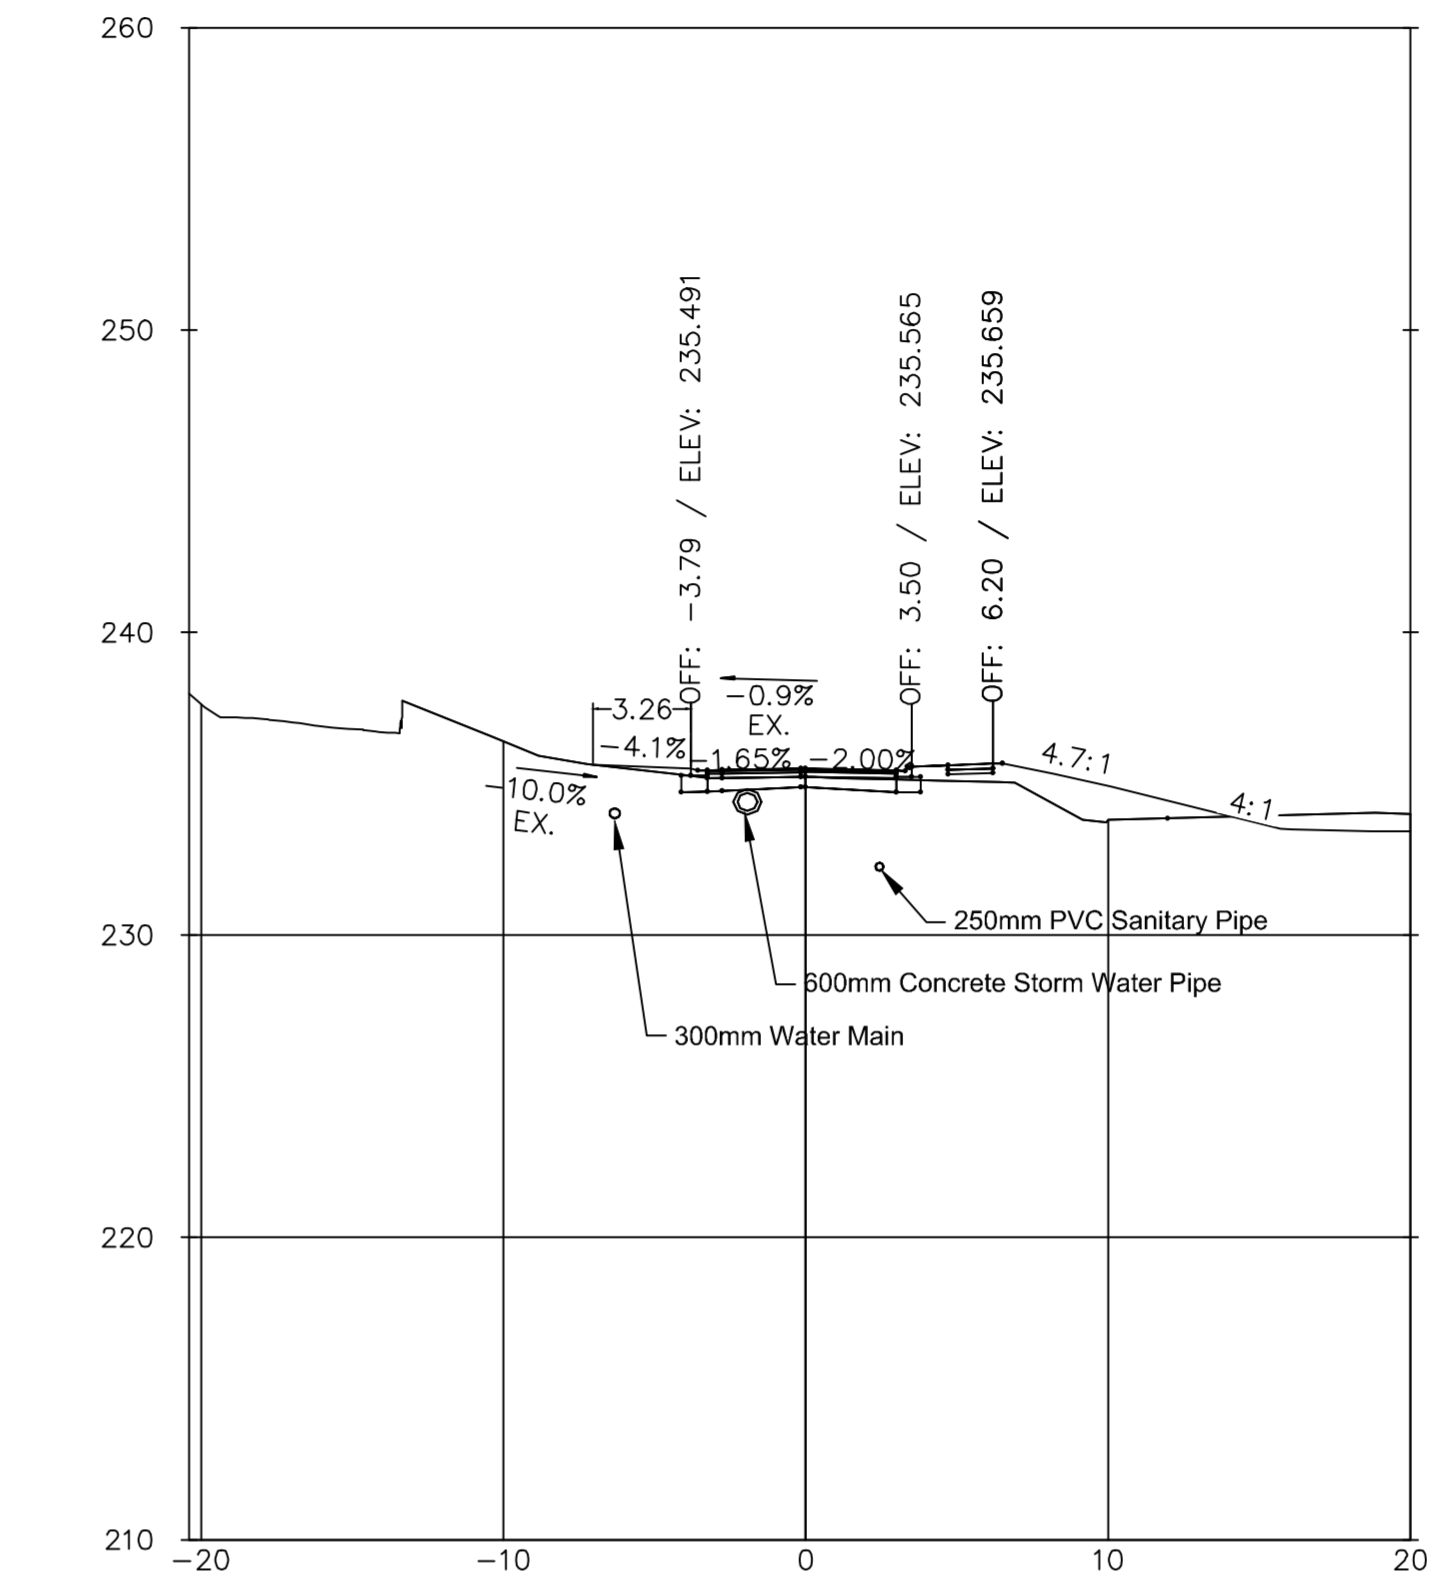 260
250
240
230
220
210
OFF: -3.79 / ELEV: 235.491
OFF: 3.50 / ELEV: 235.565
OFF: 6.20 / ELEV: 235.659
-0.9%
EX.
3.26
-4.1%
-1.65%
-2.00%
4.7:1
4:1
-10.0%
EX.
250mm PVC Sanitary Pipe
600mm Concrete Storm Water Pipe
300mm Water Main
-20
-10
0
10
20